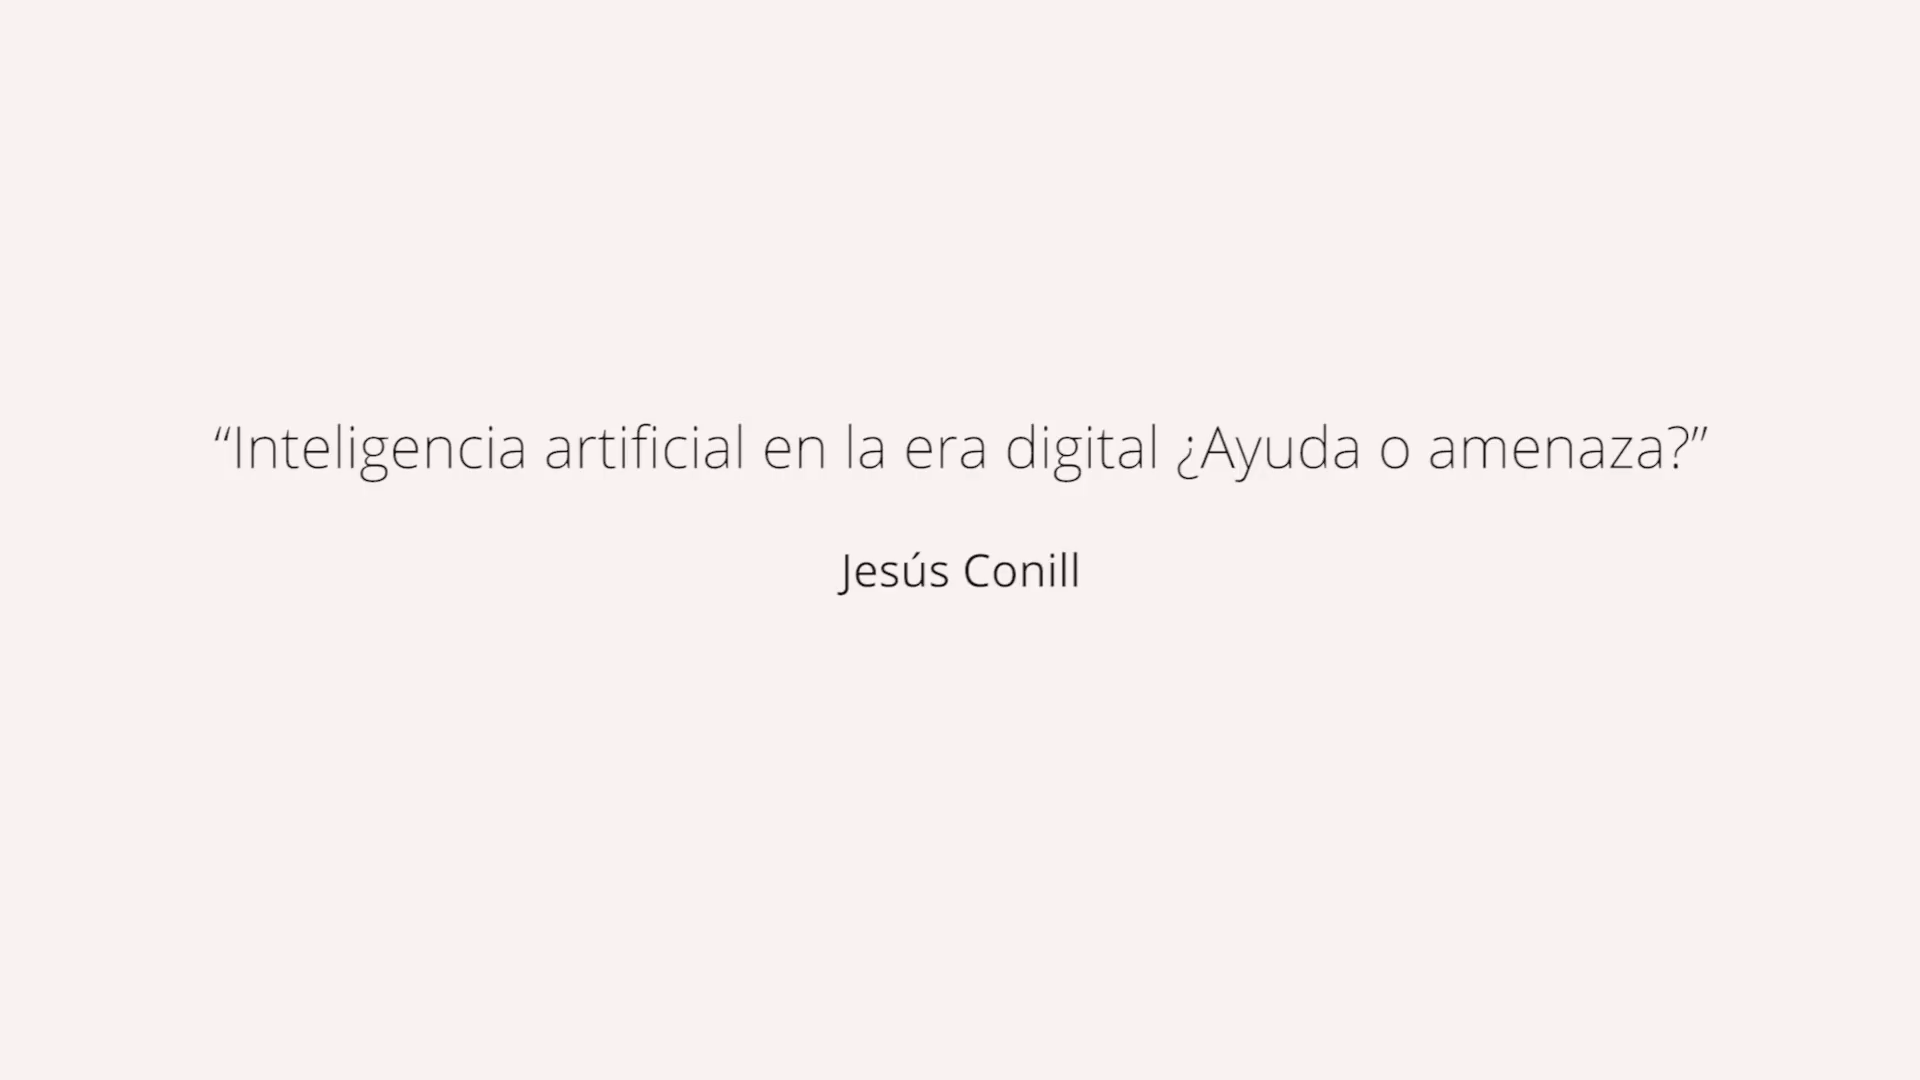 “Inteligencia artificial en la era digital ¿Ayuda o amenaza?”
Jesús Conill